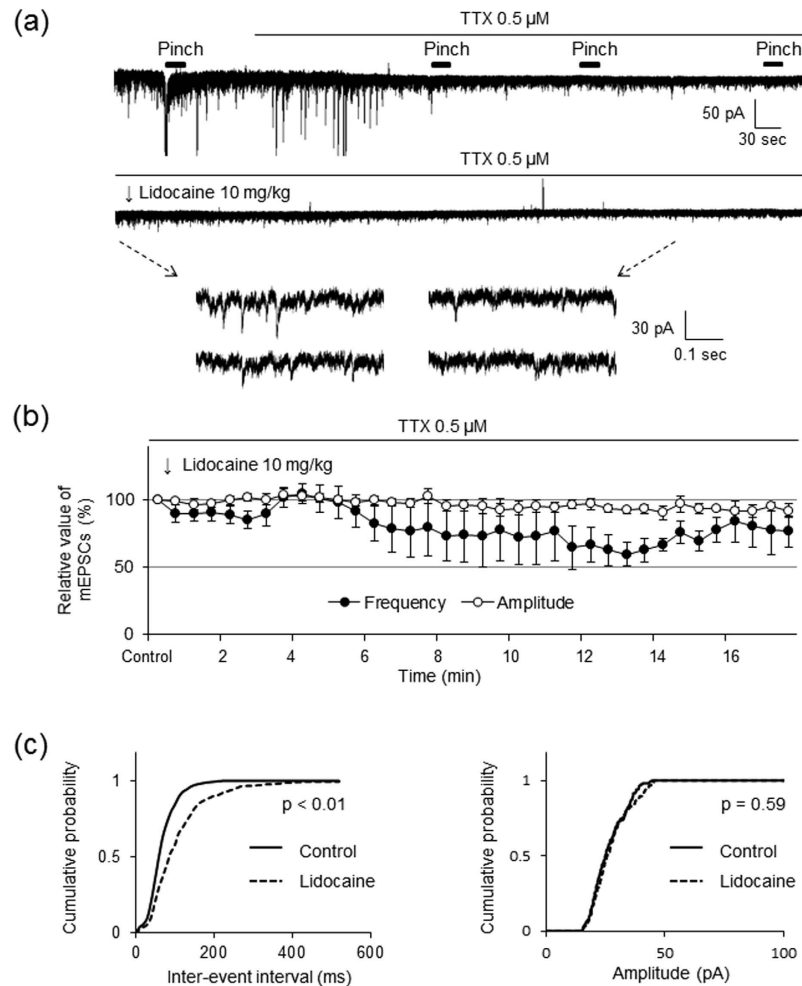 (a)
TTX 0.5 µM
Pinch Pinch Pinch Pinch
50 pA
30 sec
TTX 0.5 µM
↓ Lidocaine 10 mg/kg
30 pA
0.1 sec
(b)
TTX 0.5 µM
↓ Lidocaine 10 mg/kg
Relative value of
mEPSCs (%)
100
50
0
Frequency Amplitude
Control 2 4 6 8 10 12 14 16
Time (min)
(c)
Cumulative probability
1
0.5
0
p < 0.01
Control
Lidocaine
0 200 400 600
Inter-event interval (ms)
Cumulative probability
1
0.5
0
p = 0.59
Control
Lidocaine
0 50 100
Amplitude (pA)